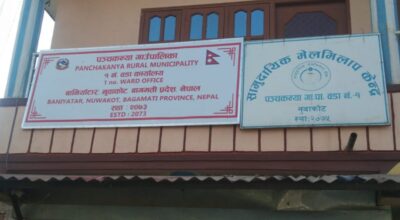 पञ्चकन्या गाउँपालिका
PANCHAKANYA RURAL MUNICIPALITY
१ नं. वडा कार्यालय
1 no. WARD OFFICE
बानियाँटार, नुवाकोट बागमती प्रदेश, नेपाल
BANIYATAR, NUWAKOT, BAGAMATI PROVINCE, NEPAL
स्था: २०७३
ESTD : 2073
सामुदायिक मेलमिलाप केन्द्र
पञ्चकन्या गा.पा. वडा नं.-१
नुवाकोट
स्था:२०७५